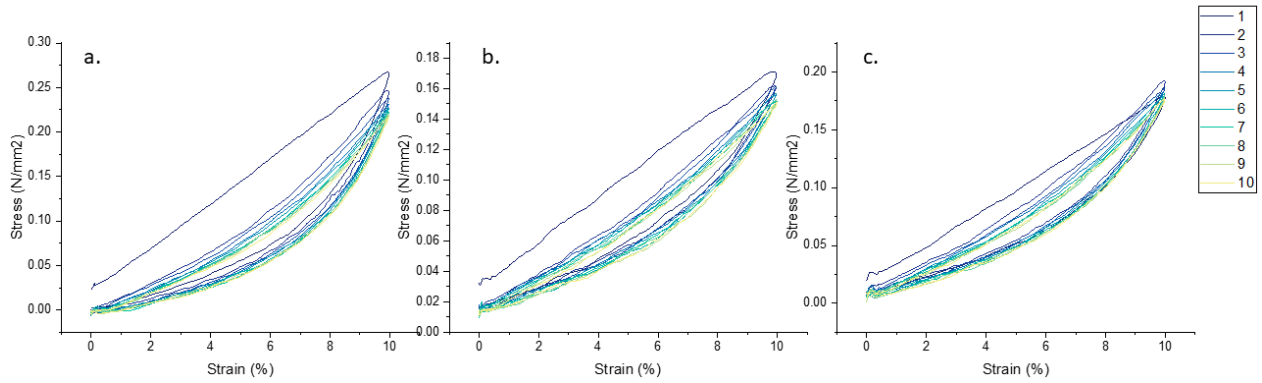 a.
0.30
0.25
0.20
0.15
0.10
0.05
0.00
Stress (N/mm2)
0 2 4 6 8 10
Strain (%)
b.
0.18
0.16
0.14
0.12
0.10
0.08
0.06
0.04
0.02
0.00
Stress (N/mm2)
0 2 4 6 8 10
Strain (%)
c.
0.20
0.15
0.10
0.05
0.00
Stress (N/mm2)
0 2 4 6 8 10
Strain (%)
1
2
3
4
5
6
7
8
9
10